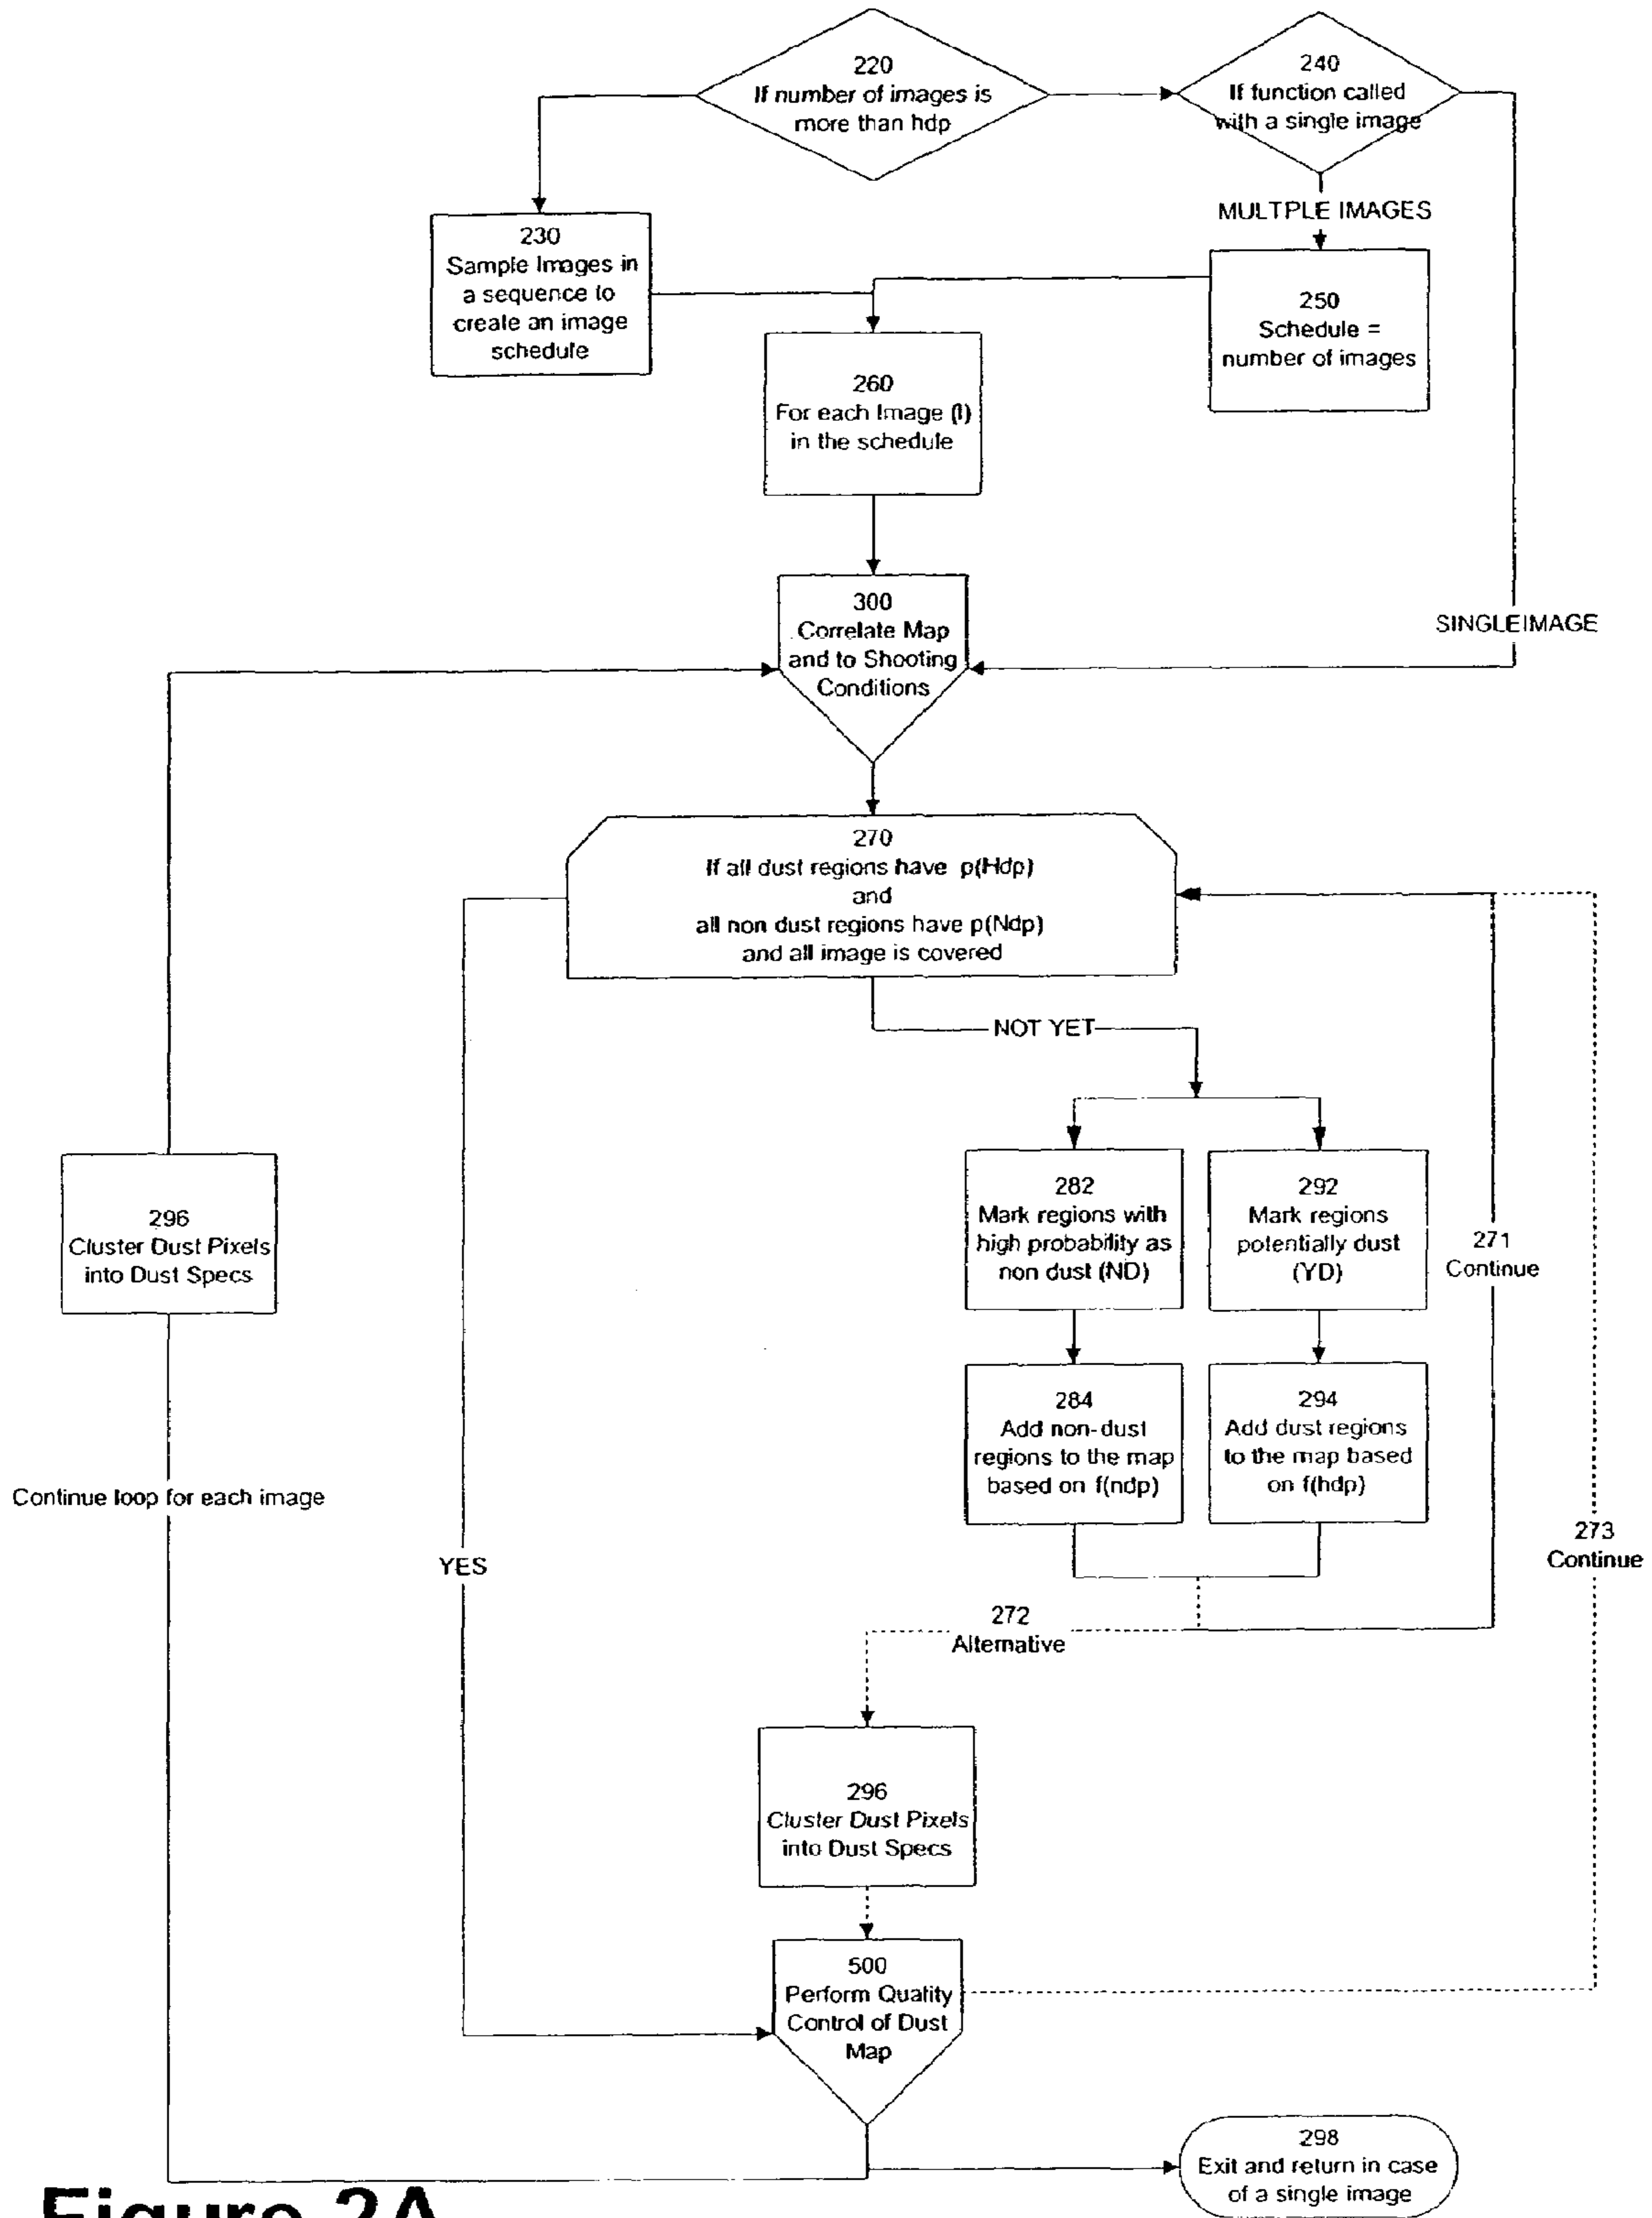 220
If number of images is
more than hdp
240
If function called
with a single image
MULTPLE IMAGES
230
Sample Images in
a sequence to
create an image
schedule
250
Schedule =
number of images
260
For each Image (I)
in the schedule
300
Correlate Map
and to Shooting
Conditions
SINGLEIMAGE
270
If all dust regions have p(Hdp)
and
all non dust regions have p(Ndp)
and all image is covered
NOT YET
296
Cluster Dust Pixels
into Dust Specs
282
Mark regions with
high probability as
non dust (ND)
292
Mark regions
potentially dust
(YD)
271
Continue
284
Add non-dust
regions to the map
based on f(ndp)
294
Add dust regions
to the map based
on f(hdp)
Continue loop for each image
YES
273
Continue
272
Alternative
296
Cluster Dust Pixels
into Dust Specs
500
Perform Quality
Control of Dust
Map
298
Exit and return in case
of a single image
Figure 2A